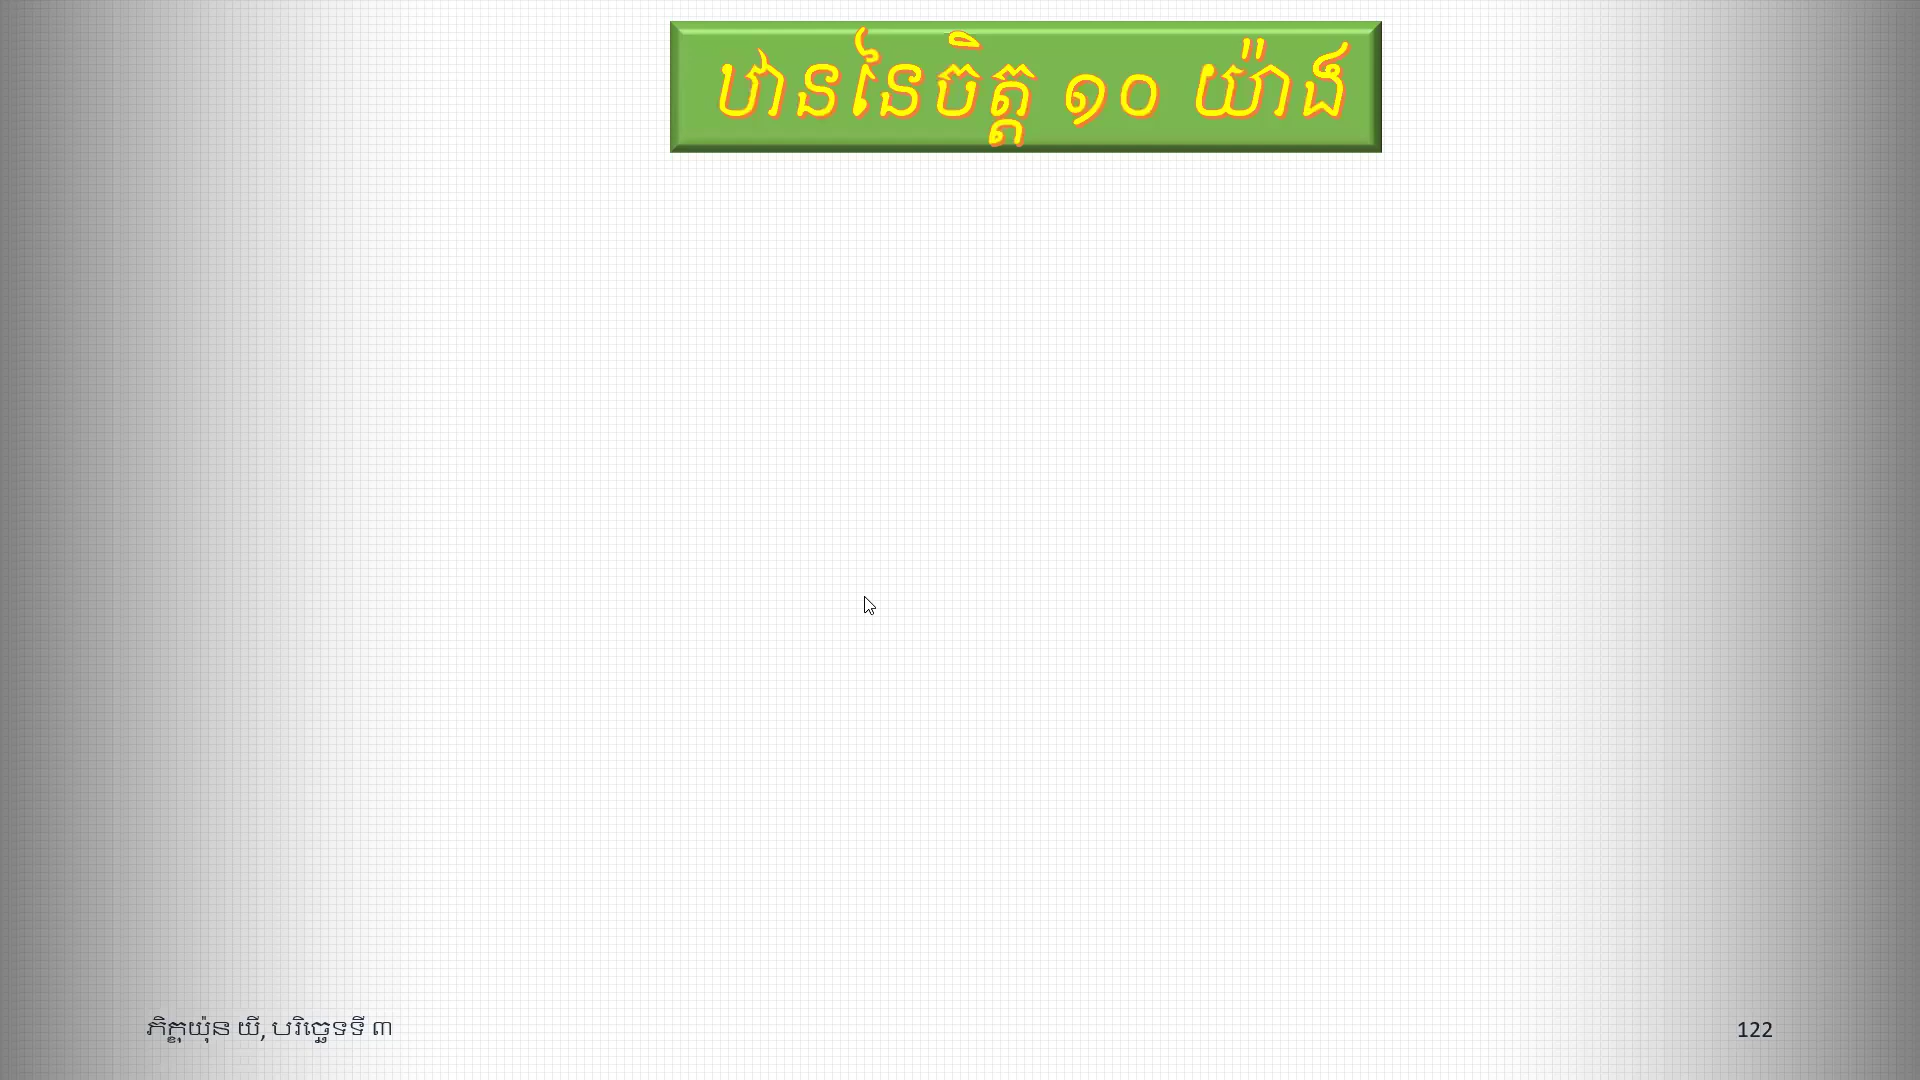 ឋាននៃចិត្ត ១០ យ៉ាង
ភិក្ខុយ៉ុន យី, បរិច្ឆេទទី ៣
122